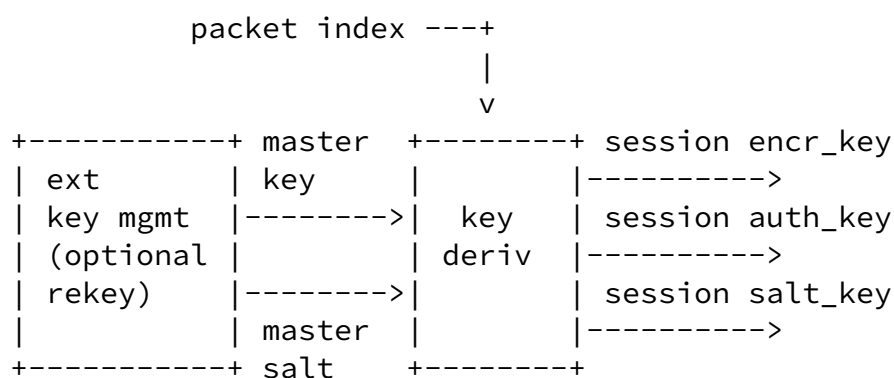 packet index ---+
                |
                v
+-----------+ master  +--------+ session encr_key
| ext       | key     |        |---------->
| key mgmt  |-------->|  key   | session auth_key
| (optional |         | deriv  |---------->
| rekey)    |-------->|        | session salt_key
|           | master  |        |---------->
+-----------+ salt    +--------+